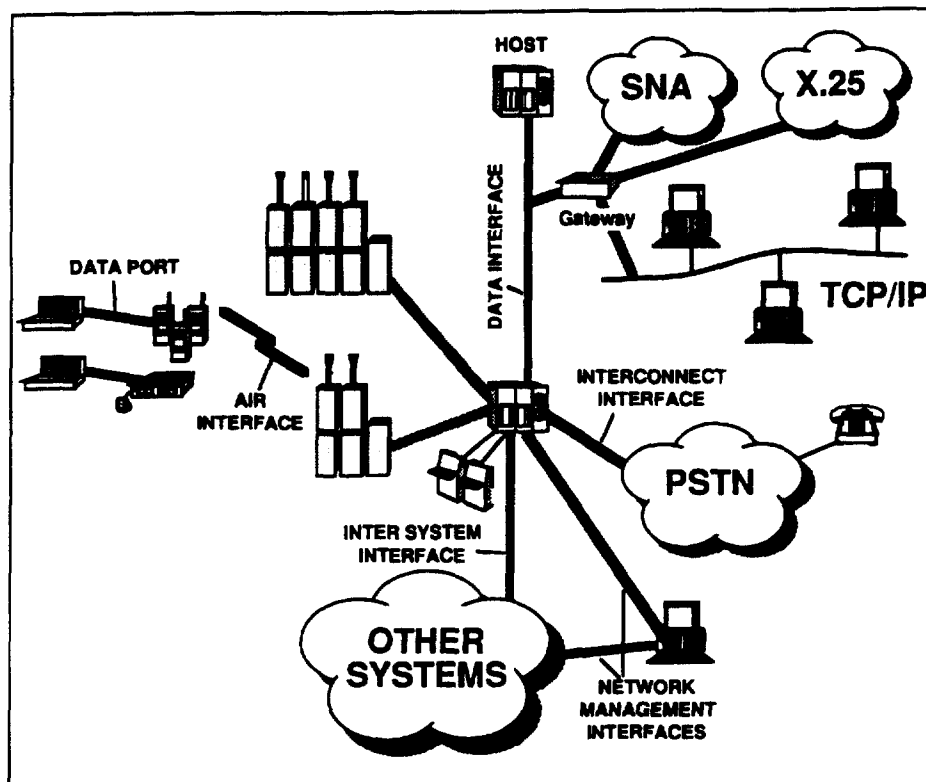 HOST
SNA
X.25
Gateway
DATA INTERFACE
DATA PORT
TCP/IP
AIR
INTERFACE
INTERCONNECT
INTERFACE
PSTN
INTER SYSTEM
INTERFACE
OTHER
SYSTEMS
NETWORK
MANAGEMENT
INTERFACES